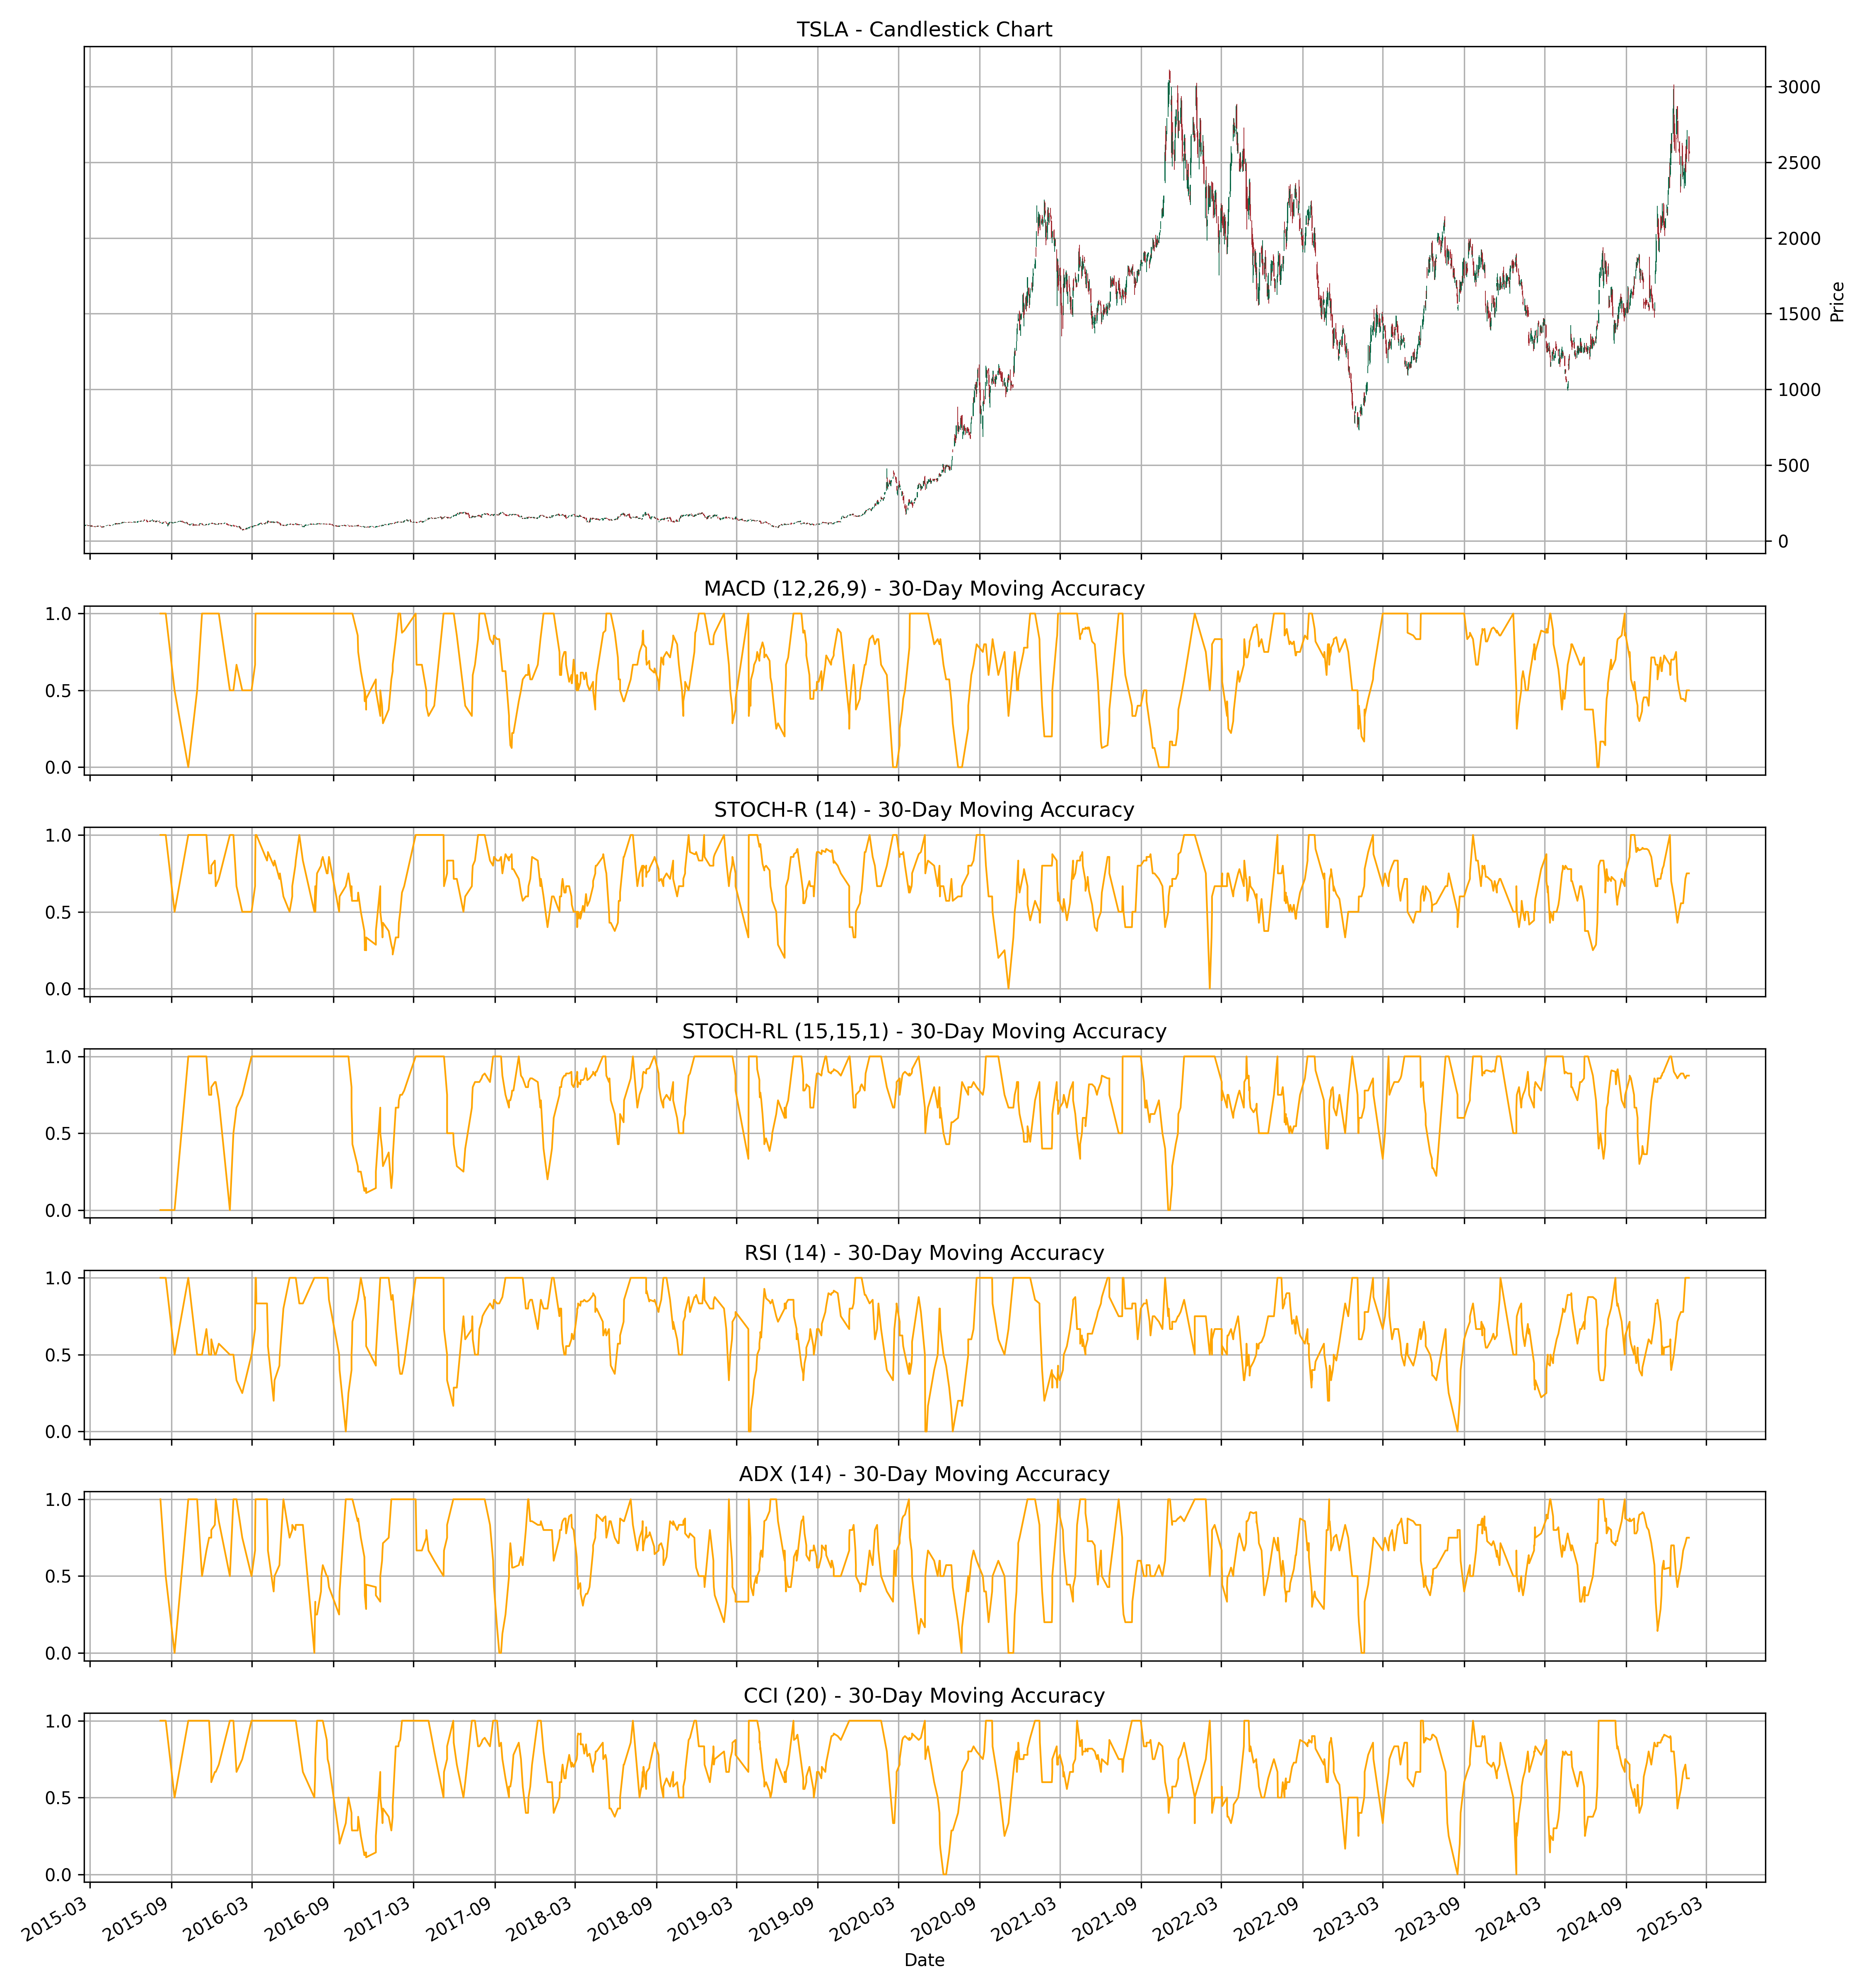 TSLA - Candlestick Chart
3000
2500
2000
1500
1000
500
0
Price
MACD (12,26,9) - 30-Day Moving Accuracy
1.0
0.5
0.0
STOCH-R (14) - 30-Day Moving Accuracy
1.0
0.5
0.0
STOCH-RL (15,15,1) - 30-Day Moving Accuracy
1.0
0.5
0.0
RSI (14) - 30-Day Moving Accuracy
1.0
0.5
0.0
ADX (14) - 30-Day Moving Accuracy
1.0
0.5
0.0
CCI (20) - 30-Day Moving Accuracy
1.0
0.5
0.0
2015-03 2015-09 2016-03 2016-09 2017-03 2017-09 2018-03 2018-09 2019-03 2019-09 2020-03 2020-09 2021-03 2021-09 2022-03 2022-09 2023-03 2023-09 2024-03 2024-09 2025-03
Date